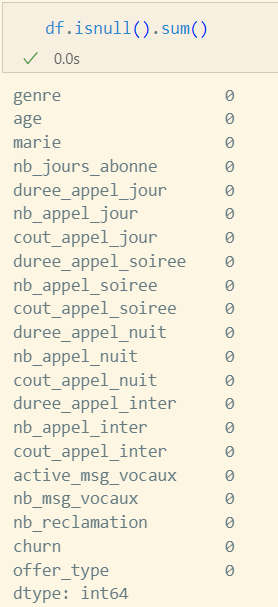 df.isnull().sum()
0.0s
genre 0
age 0
marie 0
nb_jours_abonne 0
duree_appel_jour 0
nb_appel_jour 0
cout_appel_jour 0
duree_appel_soiree 0
nb_appel_soiree 0
cout_appel_soiree 0
duree_appel_nuit 0
nb_appel_nuit 0
cout_appel_nuit 0
duree_appel_inter 0
nb_appel_inter 0
cout_appel_inter 0
active_msg_vocaux 0
nb_msg_vocaux 0
nb_reclamation 0
churn 0
offer_type 0
dtype: int64